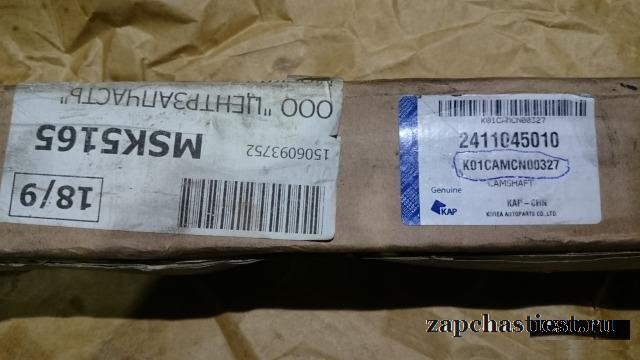 ООО "ЦЕНТРЗАПЧАСТЬ"
MSK5165
1506093752
18/9
K01CAMCN00327
2411045010
K01CAMCN00327
CAMSHAFT
Genuine
KAP
KAP - CHN
KOREA AUTOPARTS CO.,LTD.
zapchastiest.ru